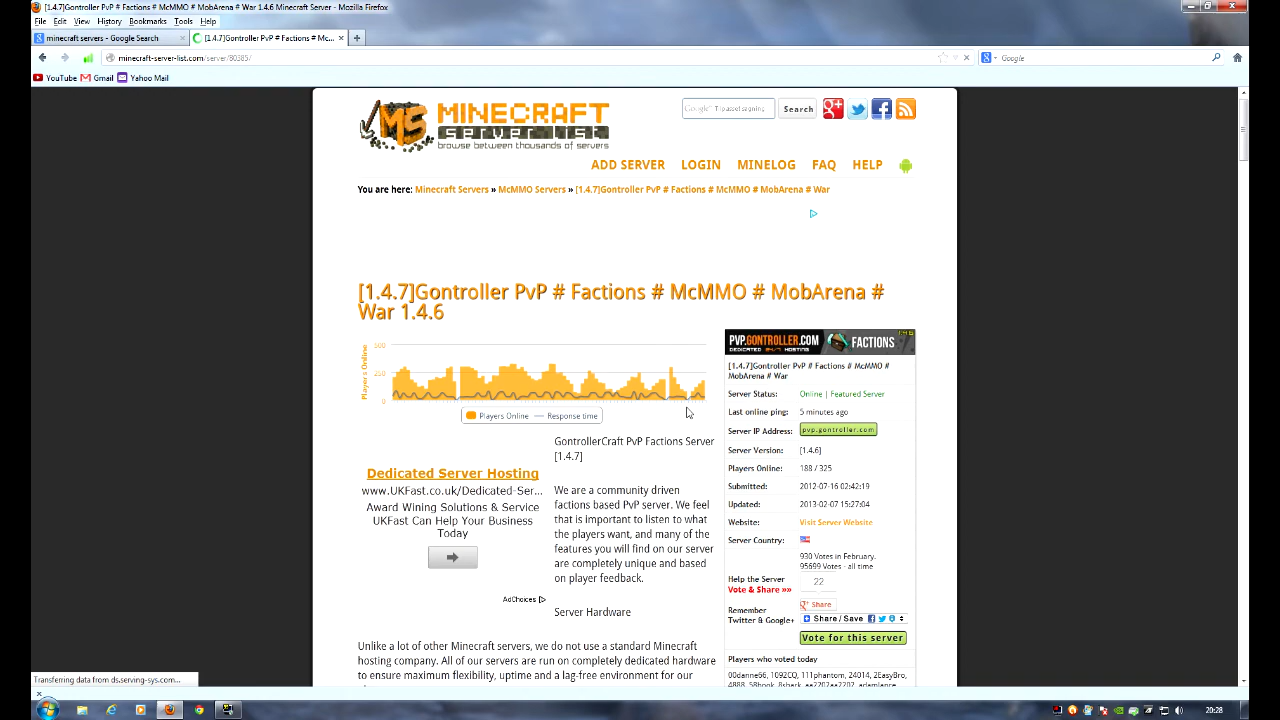 [1.4.7]Gontroller PvP # Factions # McMMO # MobArena # War 1.4.6 Minecraft Server - Mozilla Firefox
File Edit View History Bookmarks Tools Help
minecraft servers - Google Search
[1.4.7]Gontroller PvP # Factions # Mc...
minecraft-server-list.com/server/80385/
Google
YouTube Gmail Yahoo Mail
MINECRAFT
server list
browse between thousands of servers
Search
ADD SERVER LOGIN MINELOG FAQ HELP
You are here: Minecraft Servers » McMMO Servers » [1.4.7]Gontroller PvP # Factions # McMMO # MobArena # War
[1.4.7]Gontroller PvP # Factions # McMMO # MobArena #
War 1.4.6
Players Online
500
250
0
Players Online
Response time
GontrollerCraft PvP Factions Server
[1.4.7]
Dedicated Server Hosting
www.UKFast.co.uk/Dedicated-Ser...
Award Wining Solutions & Service
UKFast Can Help Your Business
Today
AdChoices
We are a community driven
factions based PvP server. We feel
that is important to listen to what
the players want, and many of the
features you will find on our server
are completely unique and based
on player feedback.
Server Hardware
Unlike a lot of other Minecraft servers, we do not use a standard Minecraft
hosting company. All of our servers are run on completely dedicated hardware
to ensure maximum flexibility, uptime and a lag-free environment for our
PVP.GONTROLLER.COM
DEDICATED 24/7 HOSTING
FACTIONS
1.4.6
[1.4.7]Gontroller PvP # Factions # McMMO #
MobArena # War
Server Status: Online | Featured Server
Last online ping: 5 minutes ago
Server IP Address: pvp.gontroller.com
Server Version: [1.4.6]
Players Online: 188 / 325
Submitted: 2012-07-16 02:42:19
Updated: 2013-02-07 15:27:04
Website: Visit Server Website
Server Country:
930 Votes in February.
95699 Votes - all time
Help the Server
Vote & Share »»
22
Share
Remember
Twitter & Google+
Share / Save
Vote for this server
Players who voted today
00danne66, 1092CQ, 111phantom, 24014, 2EasyBro,
Transferring data from ds.serving-sys.com...
20:28